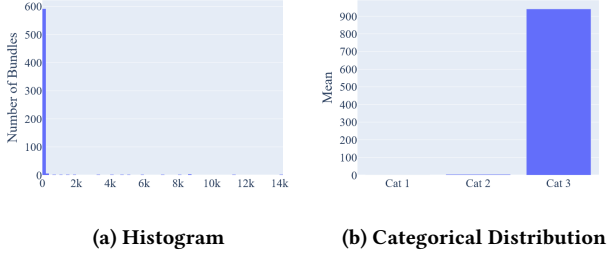 600
500
400
300
200
100
0
Number of Bundles
0 2k 4k 6k 8k 10k 12k 14k
(a) Histogram
900
800
700
600
500
400
300
200
100
0
Mean
Cat 1 Cat 2 Cat 3
(b) Categorical Distribution